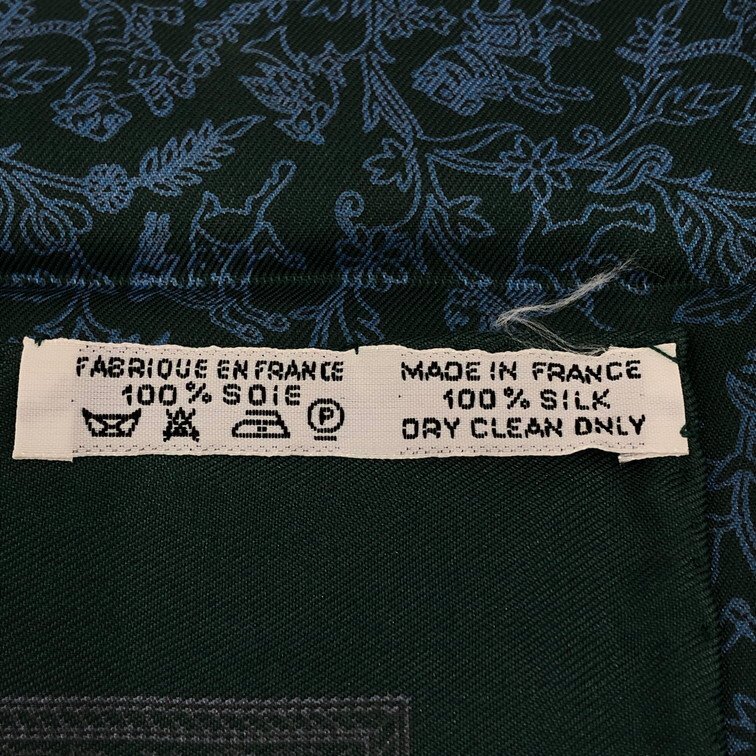 FABRIQUE EN FRANCE
100% SOIE
P
MADE IN FRANCE
100% SILK
DRY CLEAN ONLY